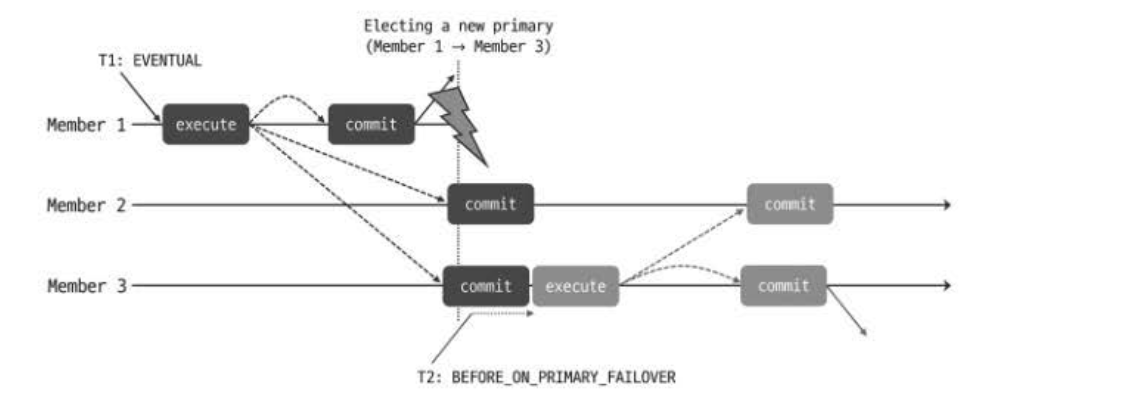 Electing a new primary
(Member 1 → Member 3)
T1: EVENTUAL
Member 1
execute
commit
Member 2
commit
commit
Member 3
commit
execute
commit
T2: BEFORE_ON_PRIMARY_FAILOVER